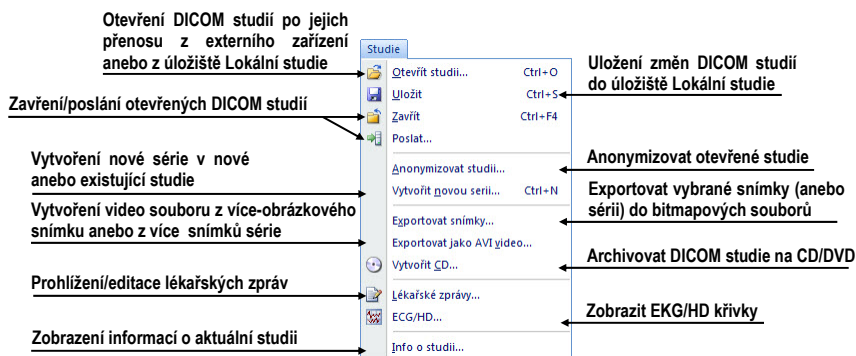 Otevření DICOM studií po jejich
přenosu z externího zařízení
anebo z úložiště Lokální studie
Zavření/poslání otevřených DICOM studií
Vytvoření nové série v nové
anebo existující studie
Vytvoření video souboru z více-obrázkového
snímku anebo z více snímků série
Prohlížení/editace lékařských zpráv
Zobrazení informací o aktuální studii
Studie
Otevřít studii... Ctrl+O
Uložit Ctrl+S
Zavřít Ctrl+F4
Poslat...
Anonymizovat studii...
Vytvořit novou serii... Ctrl+N
Exportovat snímky...
Exportovat jako AVI video...
Vytvořit CD...
Lékařské zprávy...
ECG/HD...
Info o studii...
Uložení změn DICOM studií
do úložiště Lokální studie
Anonymizovat otevřené studie
Exportovat vybrané snímky (anebo
sérii) do bitmapových souborů
Archivovat DICOM studie na CD/DVD
Zobrazit EKG/HD křivky